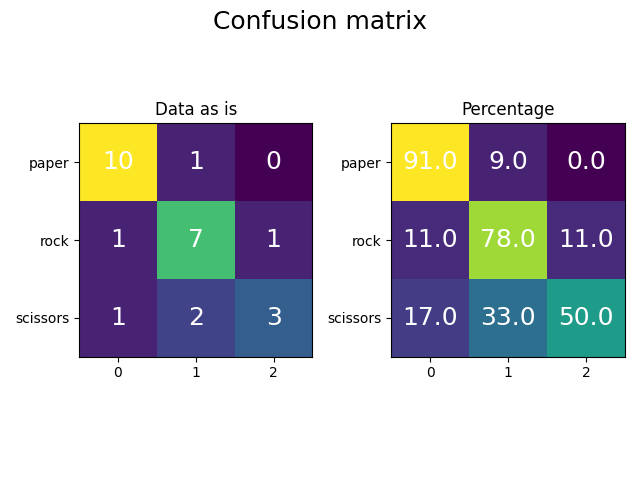 Confusion matrix
Data as is
Percentage
paper 10 1 0
rock 1 7 1
scissors 1 2 3
0 1 2
paper 91.0 9.0 0.0
rock 11.0 78.0 11.0
scissors 17.0 33.0 50.0
0 1 2